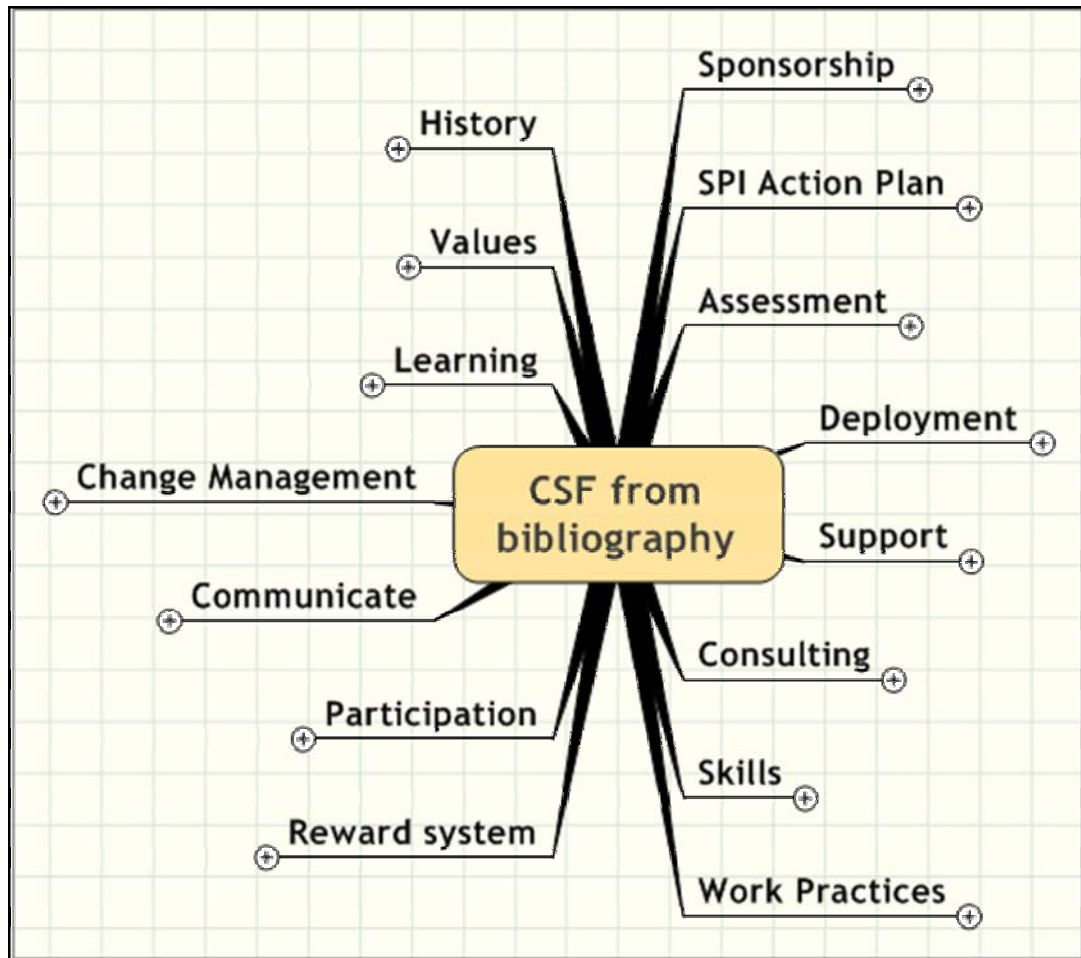 Sponsorship
History
SPI Action Plan
Values
Assessment
Learning
Deployment
Change Management
CSF from
bibliography
Support
Communicate
Consulting
Participation
Skills
Reward system
Work Practices